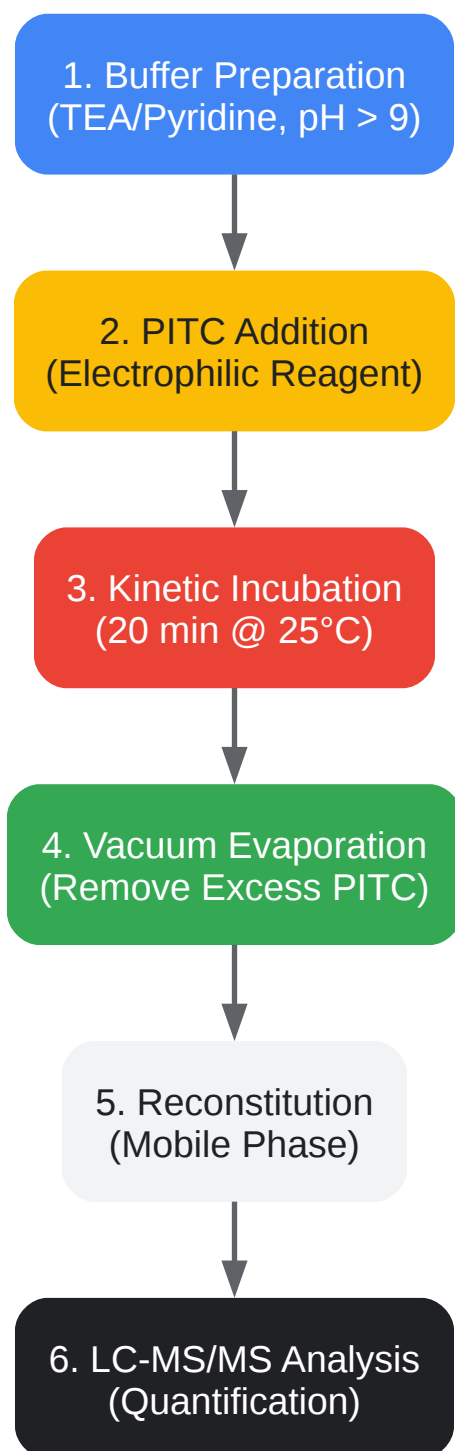 1. Buffer Preparation
(TEA/Pyridine, pH > 9)
2. PITC Addition
(Electrophilic Reagent)
3. Kinetic Incubation
(20 min @ 25°C)
4. Vacuum Evaporation
(Remove Excess PITC)
5. Reconstitution
(Mobile Phase)
6. LC-MS/MS Analysis
(Quantification)